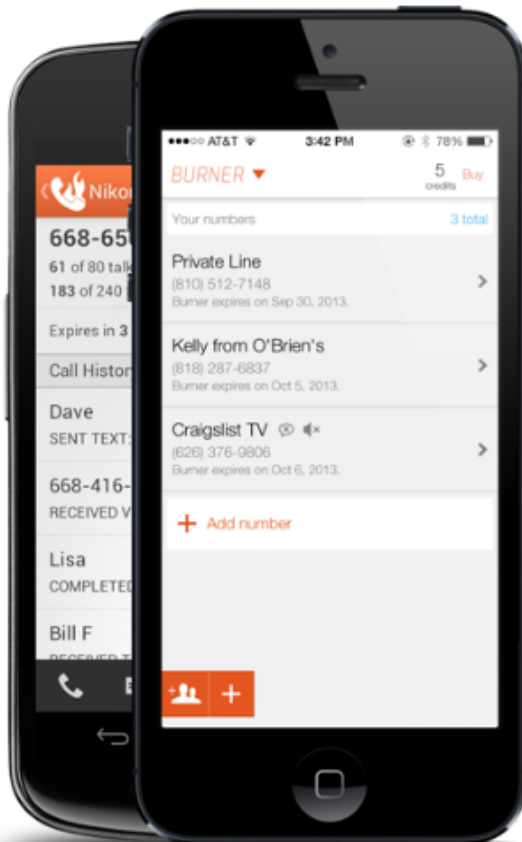 Niko
668-65
61 of 80 talk
183 of 240
Expires in 3
Call Histor
Dave
SENT TEXT:
668-416-
RECEIVED V
Lisa
COMPLETED
Bill F
RECEIVED T
AT&T 3:42 PM 78%
BURNER 5 credits Buy
Your numbers 3 total
Private Line
(810) 512-7148
Burner expires on Sep 30, 2013.
Kelly from O'Brien's
(818) 287-6837
Burner expires on Oct 5, 2013.
Craigslist TV
(626) 376-9806
Burner expires on Oct 6, 2013.
+ Add number